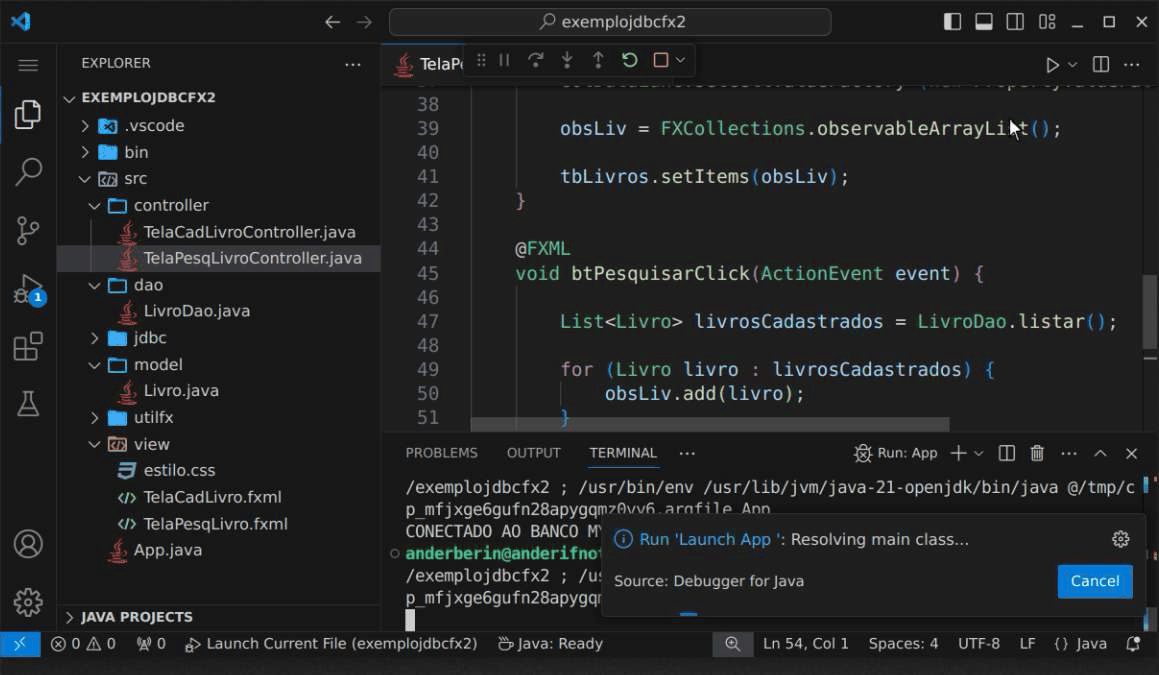 exemplojdbcfx2
EXPLORER
EXEMPLOJDBCFX2
.vscode
bin
src
controller
TelaCadLivroController.java
TelaPesqLivroController.java
dao
LivroDao.java
jdbc
model
Livro.java
utilfx
view
estilo.css
TelaCadLivro.fxml
TelaPesqLivro.fxml
App.java
JAVA PROJECTS
TelaPe
38
39 obsLiv = FXCollections.observableArrayList();
40
41 tbLivros.setItems(obsLiv);
42 }
43
44 @FXML
45 void btPesquisarClick(ActionEvent event) {
46
47 List<Livro> livrosCadastrados = LivroDao.listar();
48
49 for (Livro livro : livrosCadastrados) {
50 obsLiv.add(livro);
51 }
PROBLEMS OUTPUT TERMINAL Run: App
/exemplojdbcfx2 ; /usr/bin/env /usr/lib/jvm/java-21-openjdk/bin/java @/tmp/c
p_mfjxge6gufn28apygqmz0vy6.argfile App
CONECTADO AO BANCO MY
anderberin@anderifnot
/exemplojdbcfx2 ; /us
p_mfjxge6gufn28apygqm
Run 'Launch App ': Resolving main class...
Source: Debugger for Java
Cancel
1
0 0 0 Launch Current File (exemplojdbcfx2) Java: Ready Ln 54, Col 1 Spaces: 4 UTF-8 LF {} Java